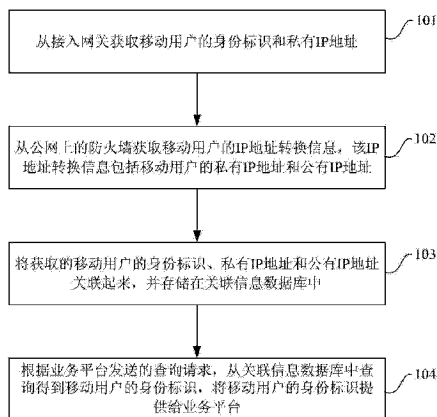 从接入网关获取移动用户的身份标识和私有IP地址
101
从公网上的防火墙获取移动用户的IP地址转换信息，该IP
地址转换信息包括移动用户的私有IP地址和公有IP地址
102
将获取的移动用户的身份标识、私有IP地址和公有IP地址
关联起来，并存储在关联信息数据库中
103
根据业务平台发送的查询请求，从关联信息数据库中查
询得到移动用户的身份标识，将移动用户的身份标识提
供给业务平台
104